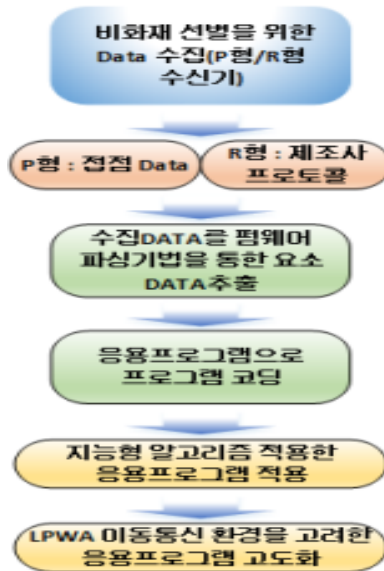 비화재 선별을 위한
Data 수집(P형/R형
수신기)
P형 : 접점 Data
R형 : 제조사
프로토콜
수집DATA를 펌웨어
파싱기법을 통한 요소
DATA추출
응용프로그램으로
프로그램 코딩
지능형 알고리즘 적용한
응용프로그램 적용
LPWA 이동통신 환경을 고려한
응용프로그램 고도화